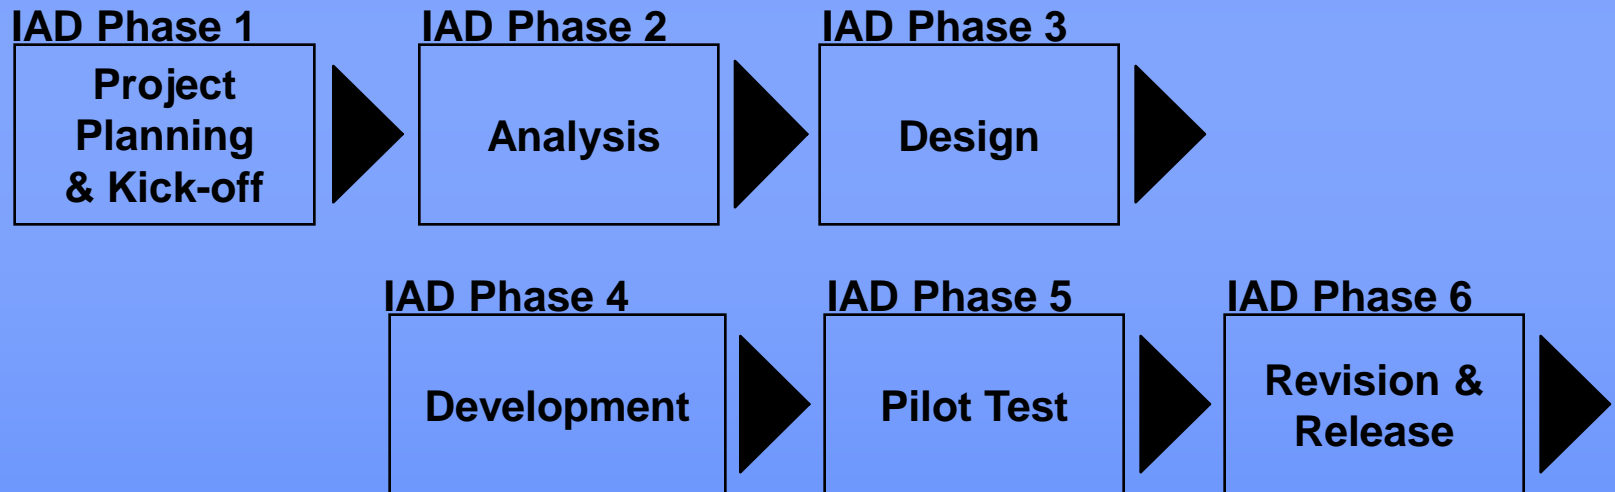 IAD Phase 1
Project
Planning
& Kick-off
IAD Phase 2
Analysis
IAD Phase 3
Design
IAD Phase 4
Development
IAD Phase 5
Pilot Test
IAD Phase 6
Revision &
Release